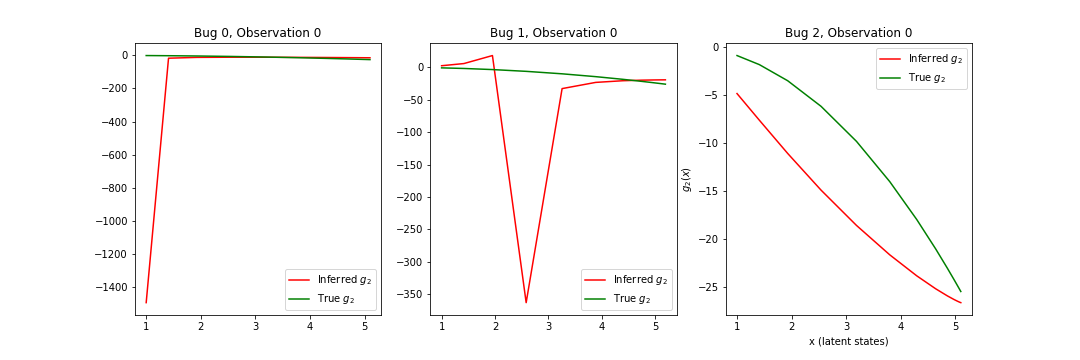 Bug 0, Observation 0
0
−200
−400
−600
−800
−1000
−1200
−1400
1 2 3 4 5
Inferred g₂
True g₂
Bug 1, Observation 0
0
−50
−100
−150
−200
−250
−300
−350
1 2 3 4 5
Inferred g₂
True g₂
Bug 2, Observation 0
g₂(x)
0
−5
−10
−15
−20
−25
1 2 3 4 5
x (latent states)
Inferred g₂
True g₂